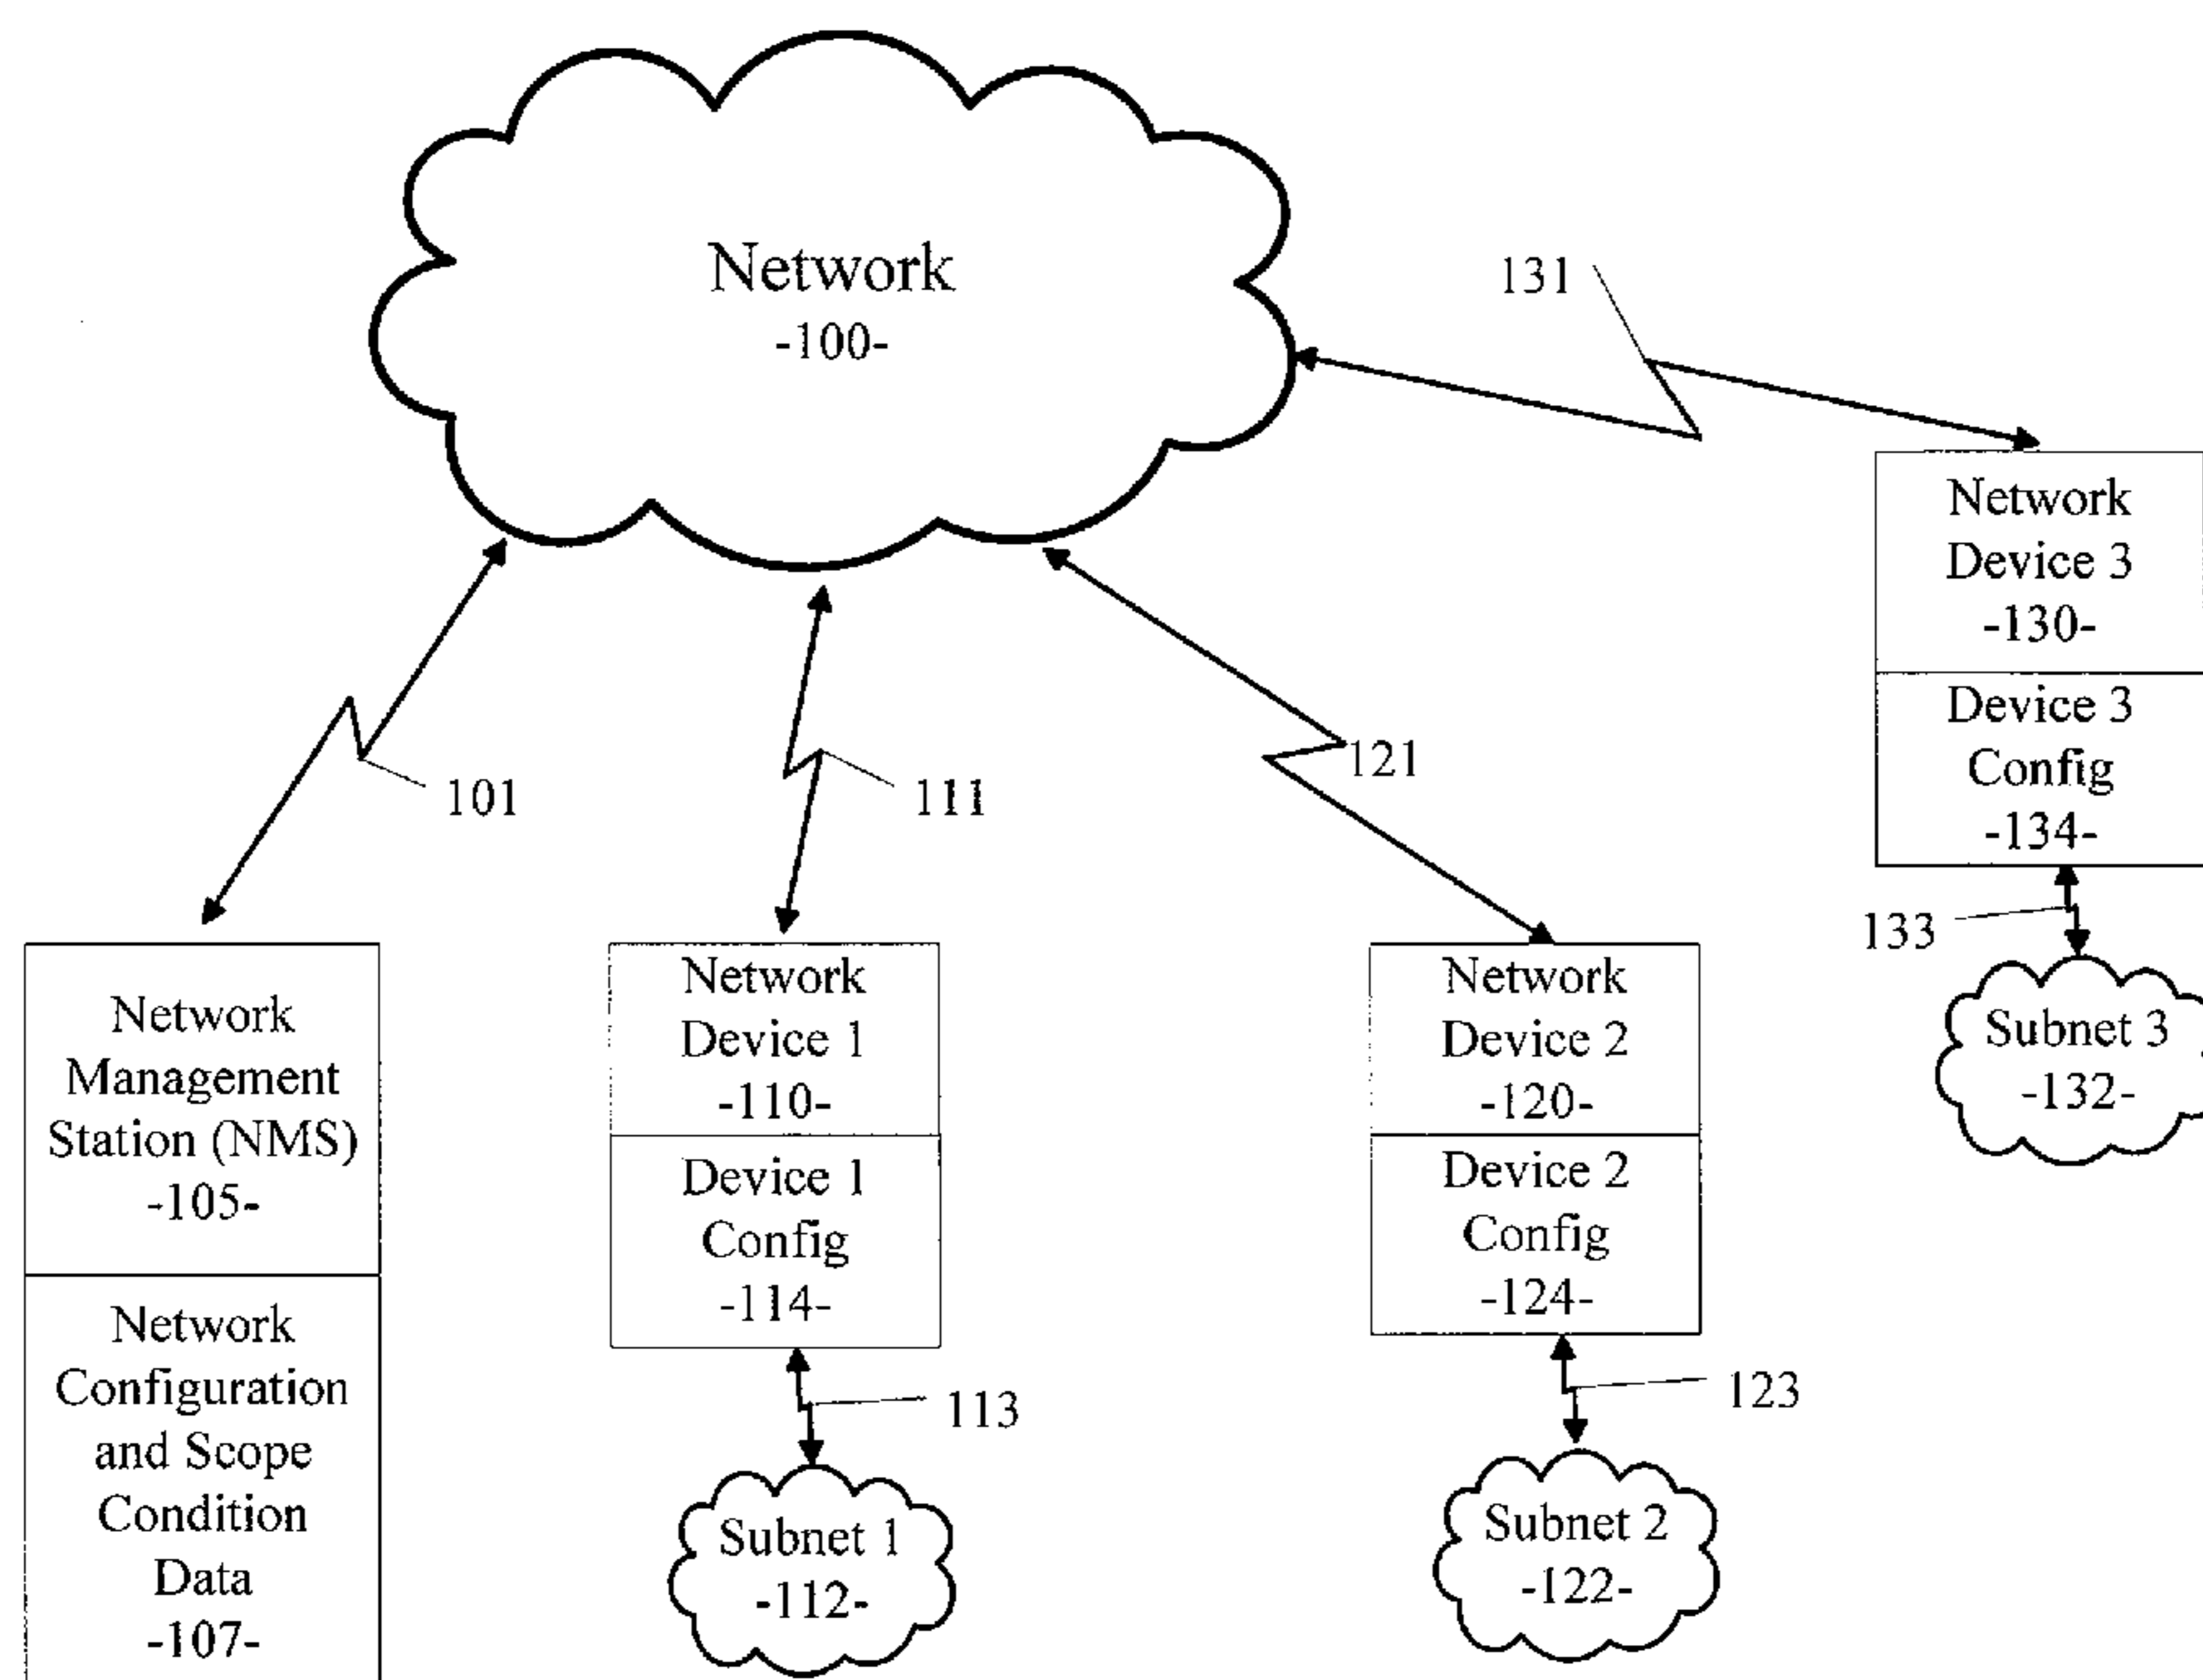 Network
-100-
131
Network
Device 3
-130-
Device 3
Config
-134-
133
Subnet 3
-132-
101
111
121
Network
Management
Station (NMS)
-105-
Network
Configuration
and Scope
Condition
Data
-107-
Network
Device 1
-110-
Device 1
Config
-114-
113
Subnet 1
-112-
Network
Device 2
-120-
Device 2
Config
-124-
123
Subnet 2
-122-